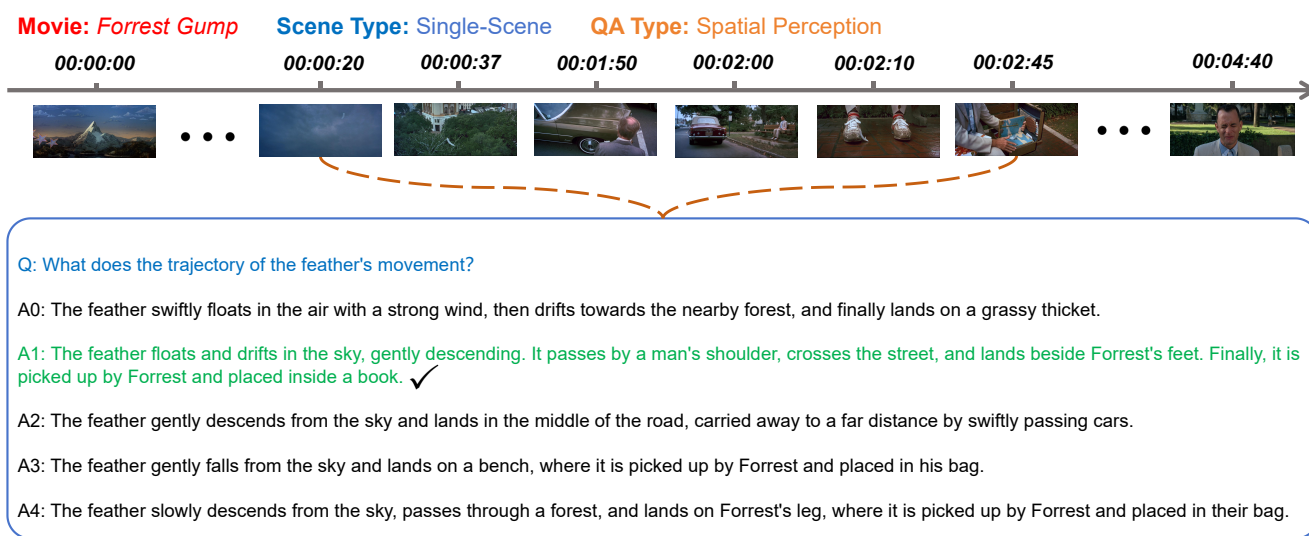 Movie: Forrest Gump Scene Type: Single-Scene QA Type: Spatial Perception
00:00:00 00:00:20 00:00:37 00:01:50 00:02:00 00:02:10 00:02:45 00:04:40
Q: What does the trajectory of the feather's movement?
A0: The feather swiftly floats in the air with a strong wind, then drifts towards the nearby forest, and finally lands on a grassy thicket.
A1: The feather floats and drifts in the sky, gently descending. It passes by a man's shoulder, crosses the street, and lands beside Forrest's feet. Finally, it is
picked up by Forrest and placed inside a book.
A2: The feather gently descends from the sky and lands in the middle of the road, carried away to a far distance by swiftly passing cars.
A3: The feather gently falls from the sky and lands on a bench, where it is picked up by Forrest and placed in his bag.
A4: The feather slowly descends from the sky, passes through a forest, and lands on Forrest's leg, where it is picked up by Forrest and placed in their bag.